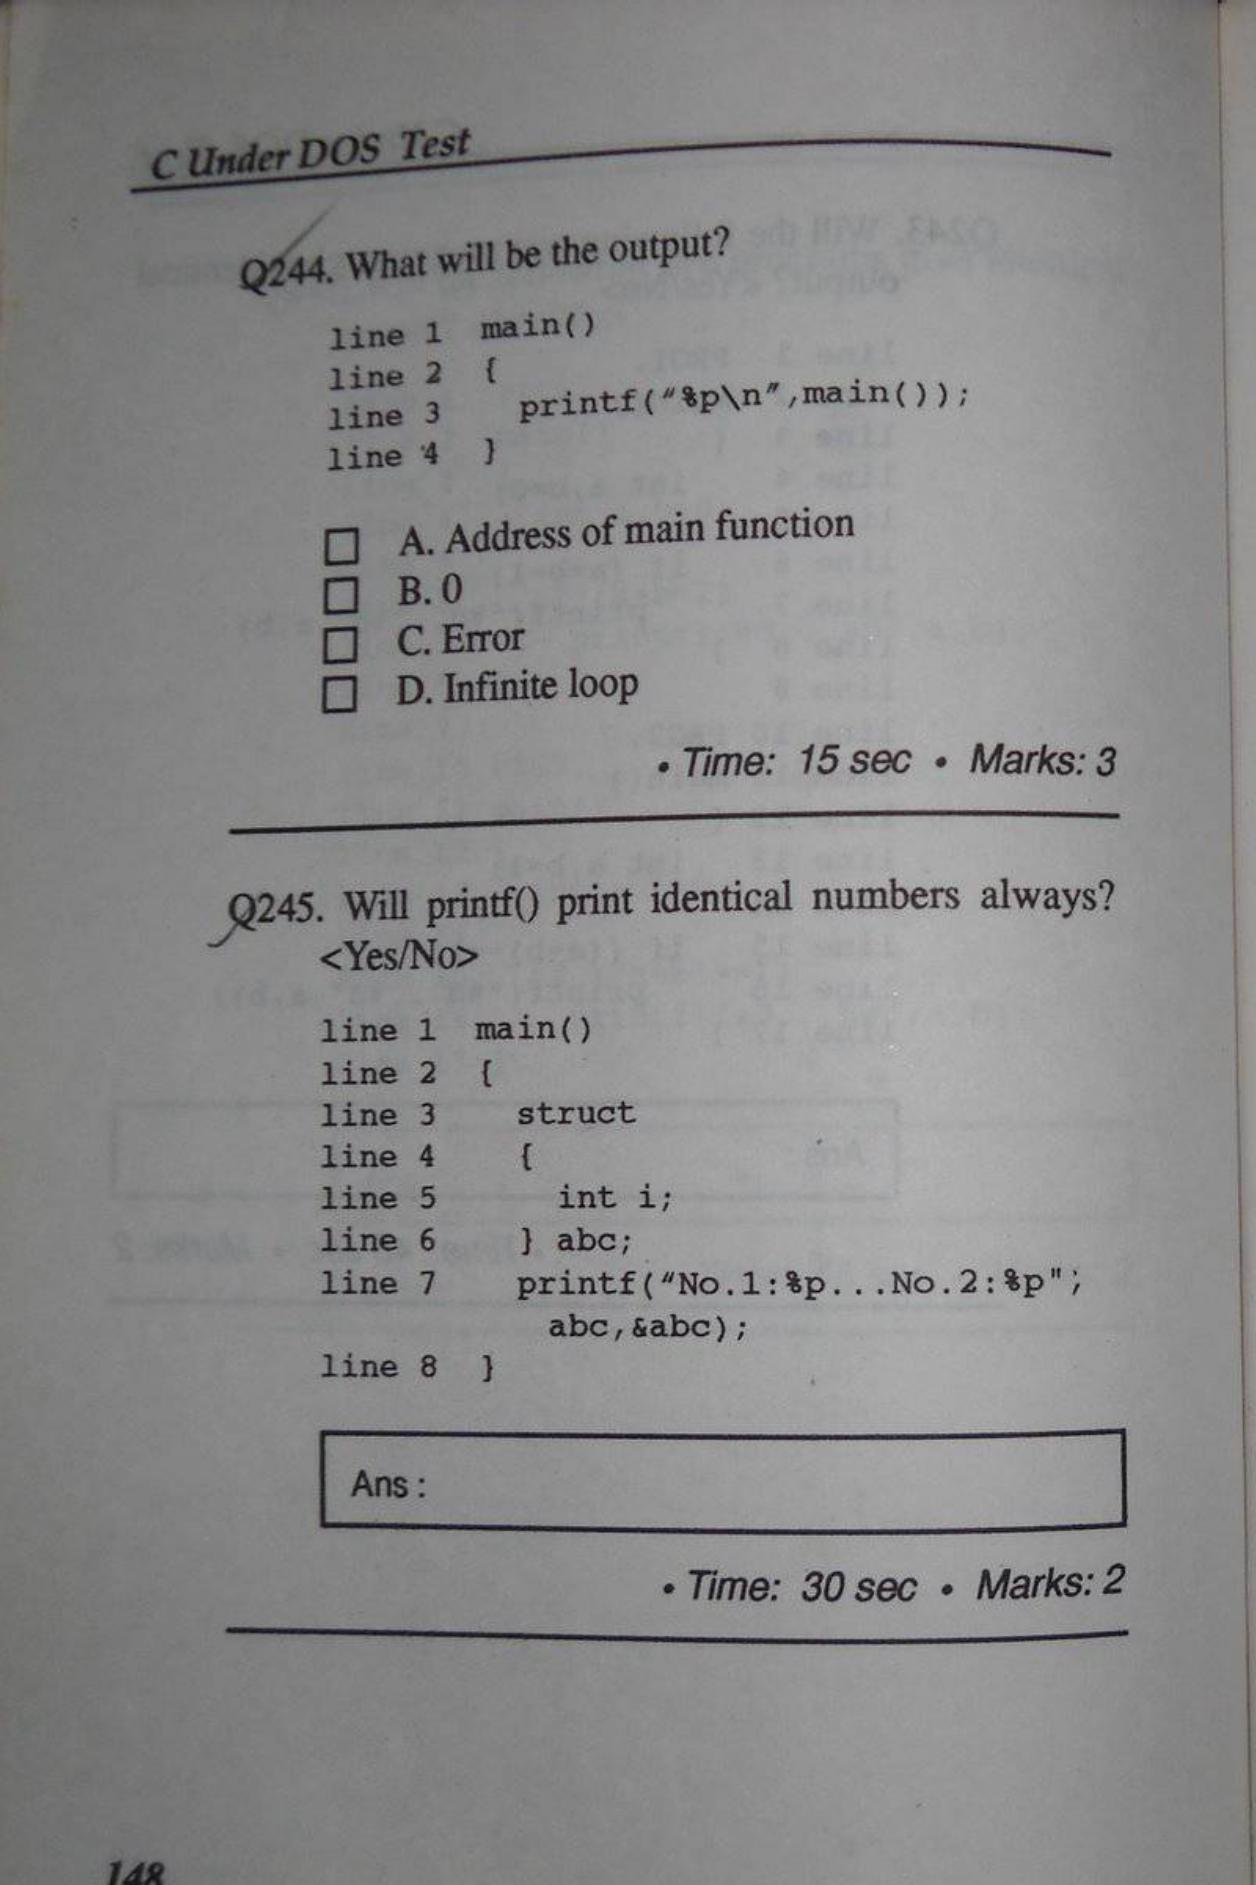 C Under DOS Test
Q244. What will be the output?
line 1 main()
line 2 {
line 3 printf("%p\n",main());
line 4 }
A. Address of main function
B. 0
C. Error
D. Infinite loop
• Time: 15 sec • Marks: 3
Q245. Will printf() print identical numbers always?
<Yes/No>
line 1 main()
line 2 {
line 3 struct
line 4 {
line 5 int i;
line 6 } abc;
line 7 printf("No.1:%p...No.2:%p";
abc,&abc);
line 8 }
Ans :
• Time: 30 sec • Marks: 2
148